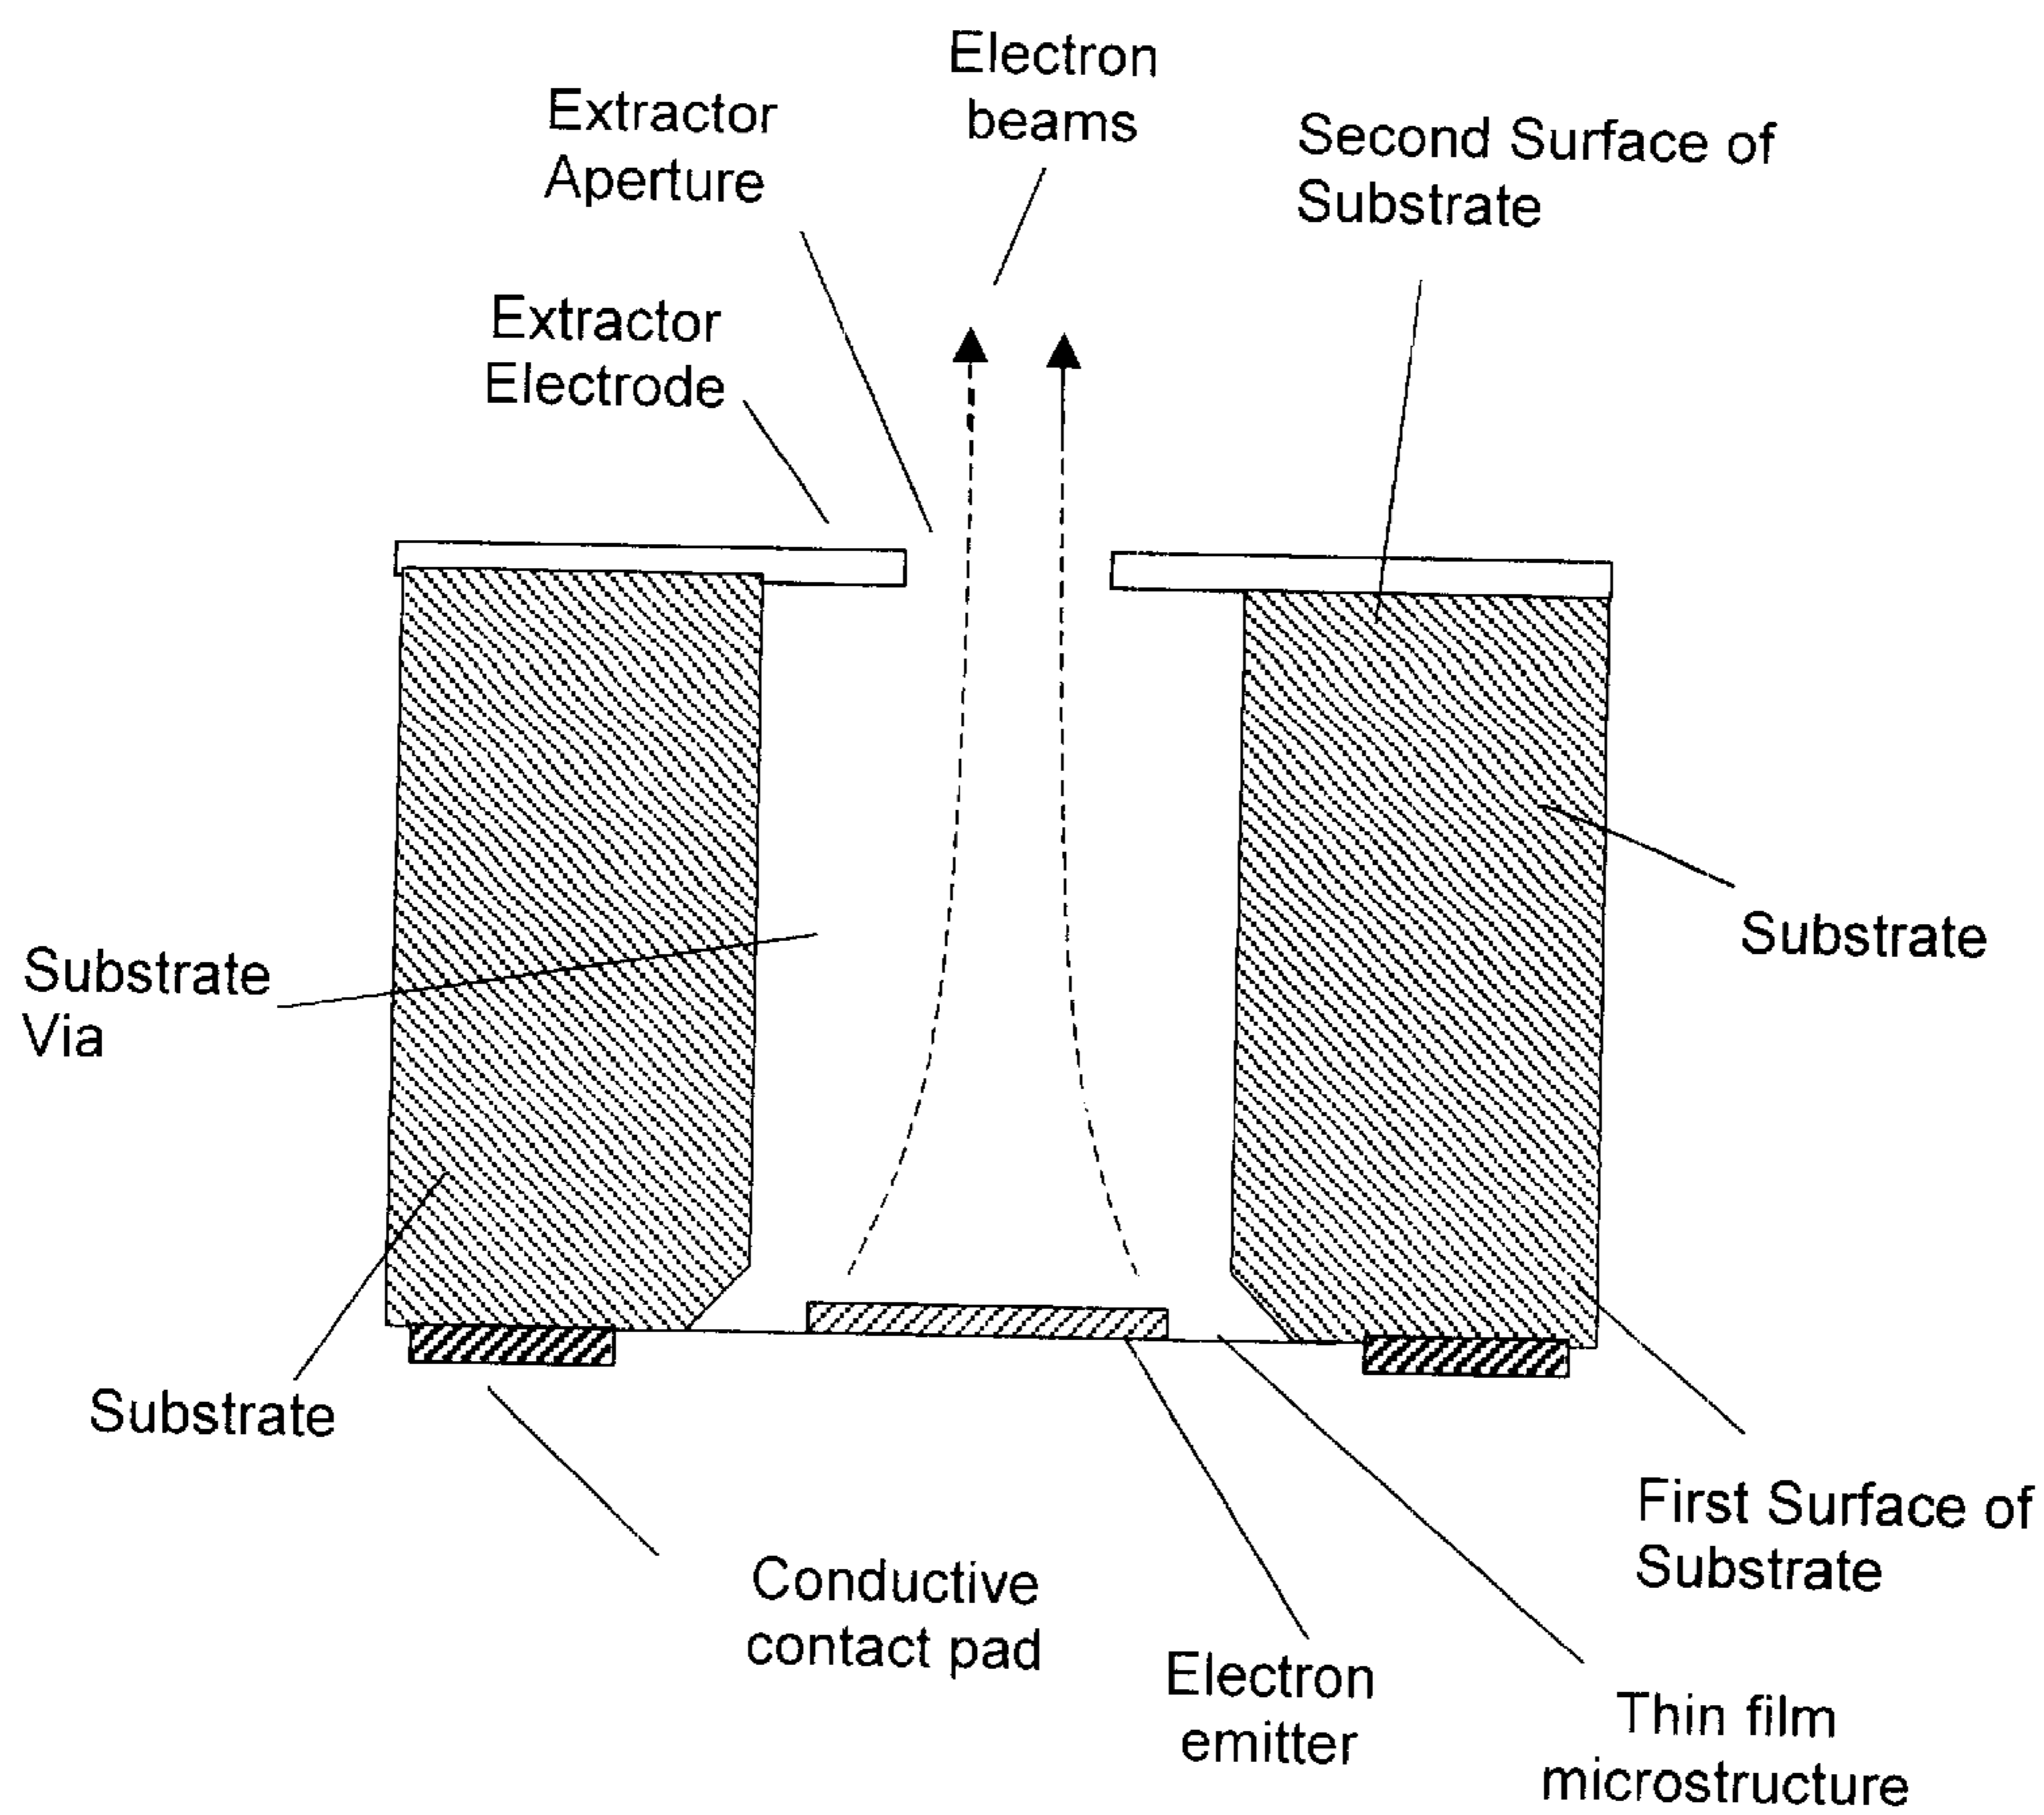 Electron
beams
Extractor
Aperture
Second Surface of
Substrate
Extractor
Electrode
Substrate
Substrate
Via
Substrate
First Surface of
Substrate
Conductive
contact pad
Electron
emitter
Thin film
microstructure